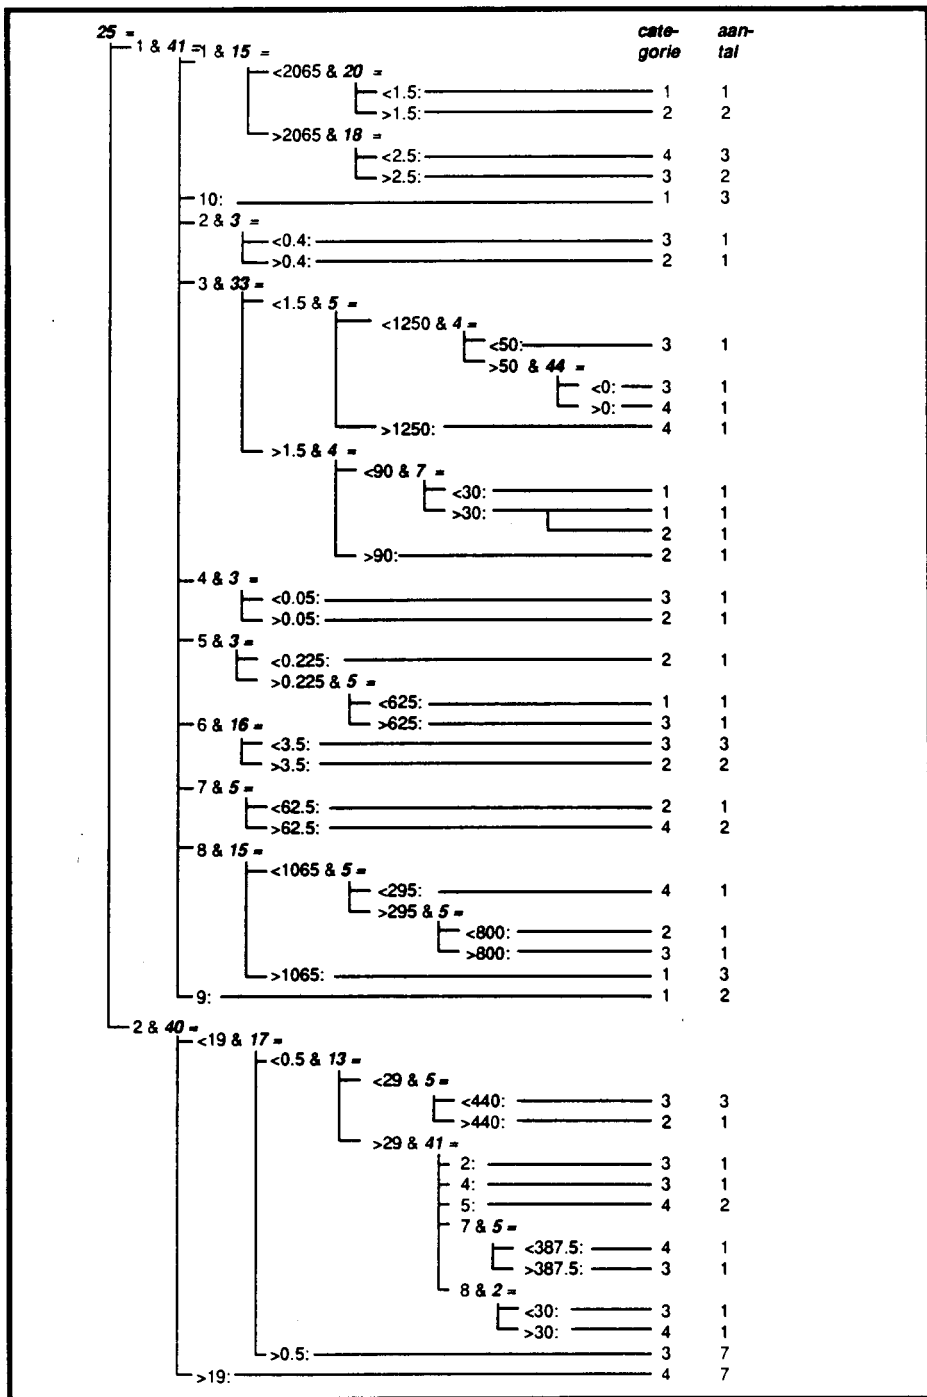 25 = cate- aan-
1 & 41 = 1 & 15 = gorie tal
<2065 & 20 =
<1.5: 1 1
>1.5: 2 2
>2065 & 18 =
<2.5: 4 3
>2.5: 3 2
10: 1 3
2 & 3 =
<0.4: 3 1
>0.4: 2 1
3 & 33 =
<1.5 & 5 =
<1250 & 4 =
<50: 3 1
>50 & 44 =
<0: 3 1
>0: 4 1
>1250: 4 1
>1.5 & 4 =
<90 & 7 =
<30: 1 1
>30: 1 1
2 1
>90: 2 1
4 & 3 =
<0.05: 3 1
>0.05: 2 1
5 & 3 =
<0.225: 2 1
>0.225 & 5 =
<625: 1 1
>625: 3 1
6 & 16 =
<3.5: 3 3
>3.5: 2 2
7 & 5 =
<62.5: 2 1
>62.5: 4 2
8 & 15 =
<1065 & 5 =
<295: 4 1
>295 & 5 =
<800: 2 1
>800: 3 1
>1065: 1 3
9: 1 2
2 & 40 =
<19 & 17 =
<0.5 & 13 =
<29 & 5 =
<440: 3 3
>440: 2 1
>29 & 41 =
2: 3 1
4: 3 1
5: 4 2
7 & 5 =
<387.5: 4 1
>387.5: 3 1
8 & 2 =
<30: 3 1
>30: 4 1
>0.5: 3 7
>19: 4 7